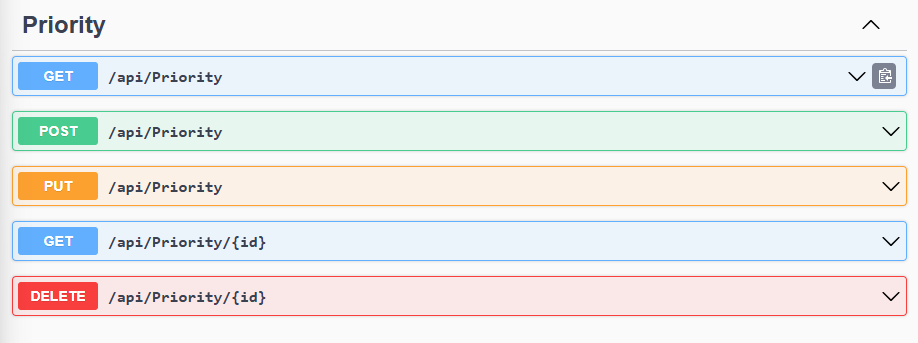 Priority
GET /api/Priority
POST /api/Priority
PUT /api/Priority
GET /api/Priority/{id}
DELETE /api/Priority/{id}